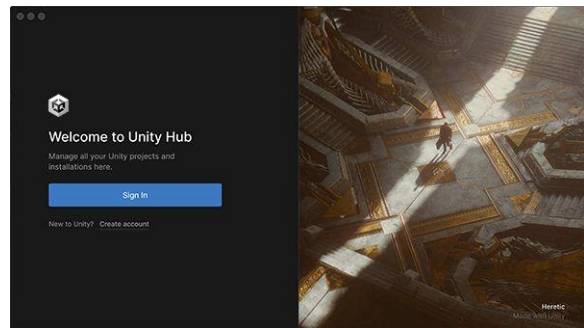 Welcome to Unity Hub
Manage all your Unity projects and
installations here.
Sign In
New to Unity? Create account
Heretic
Made with Unity